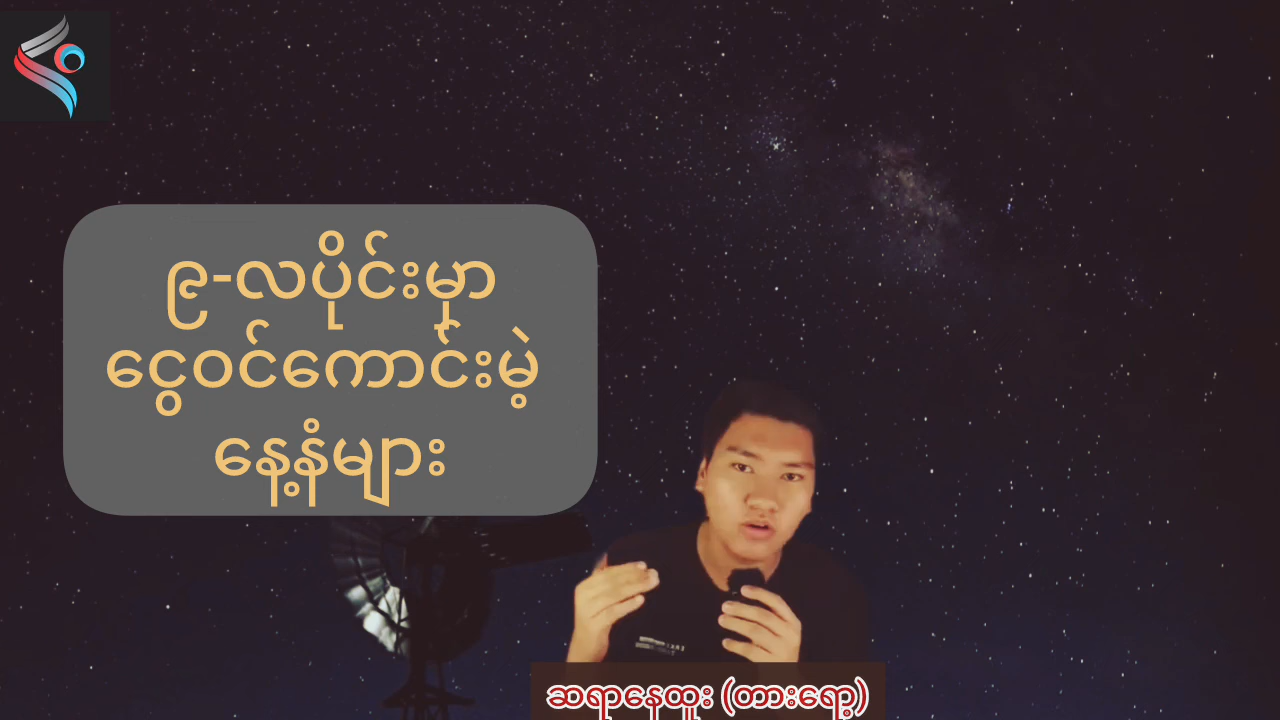 ၉-လပိုင်းမှာ
ငွေဝင်ကောင်းမဲ့
နေ့နံများ
ဆရာနေထူး (တားရော့)